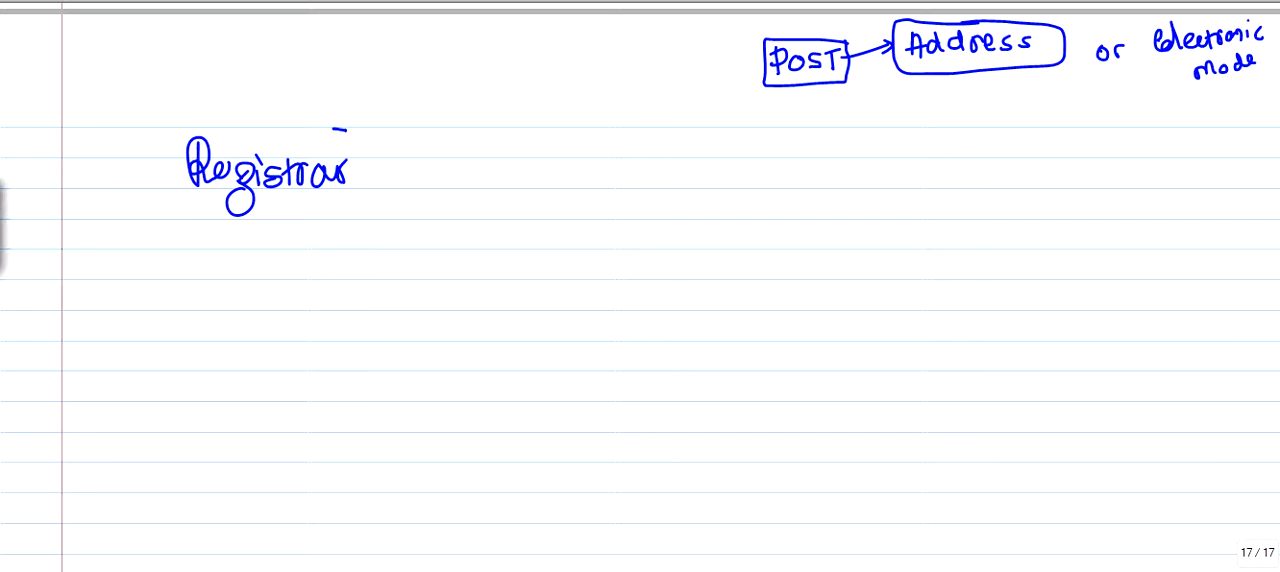 POST → Address or Electronic
mode
Registrar
17 / 17